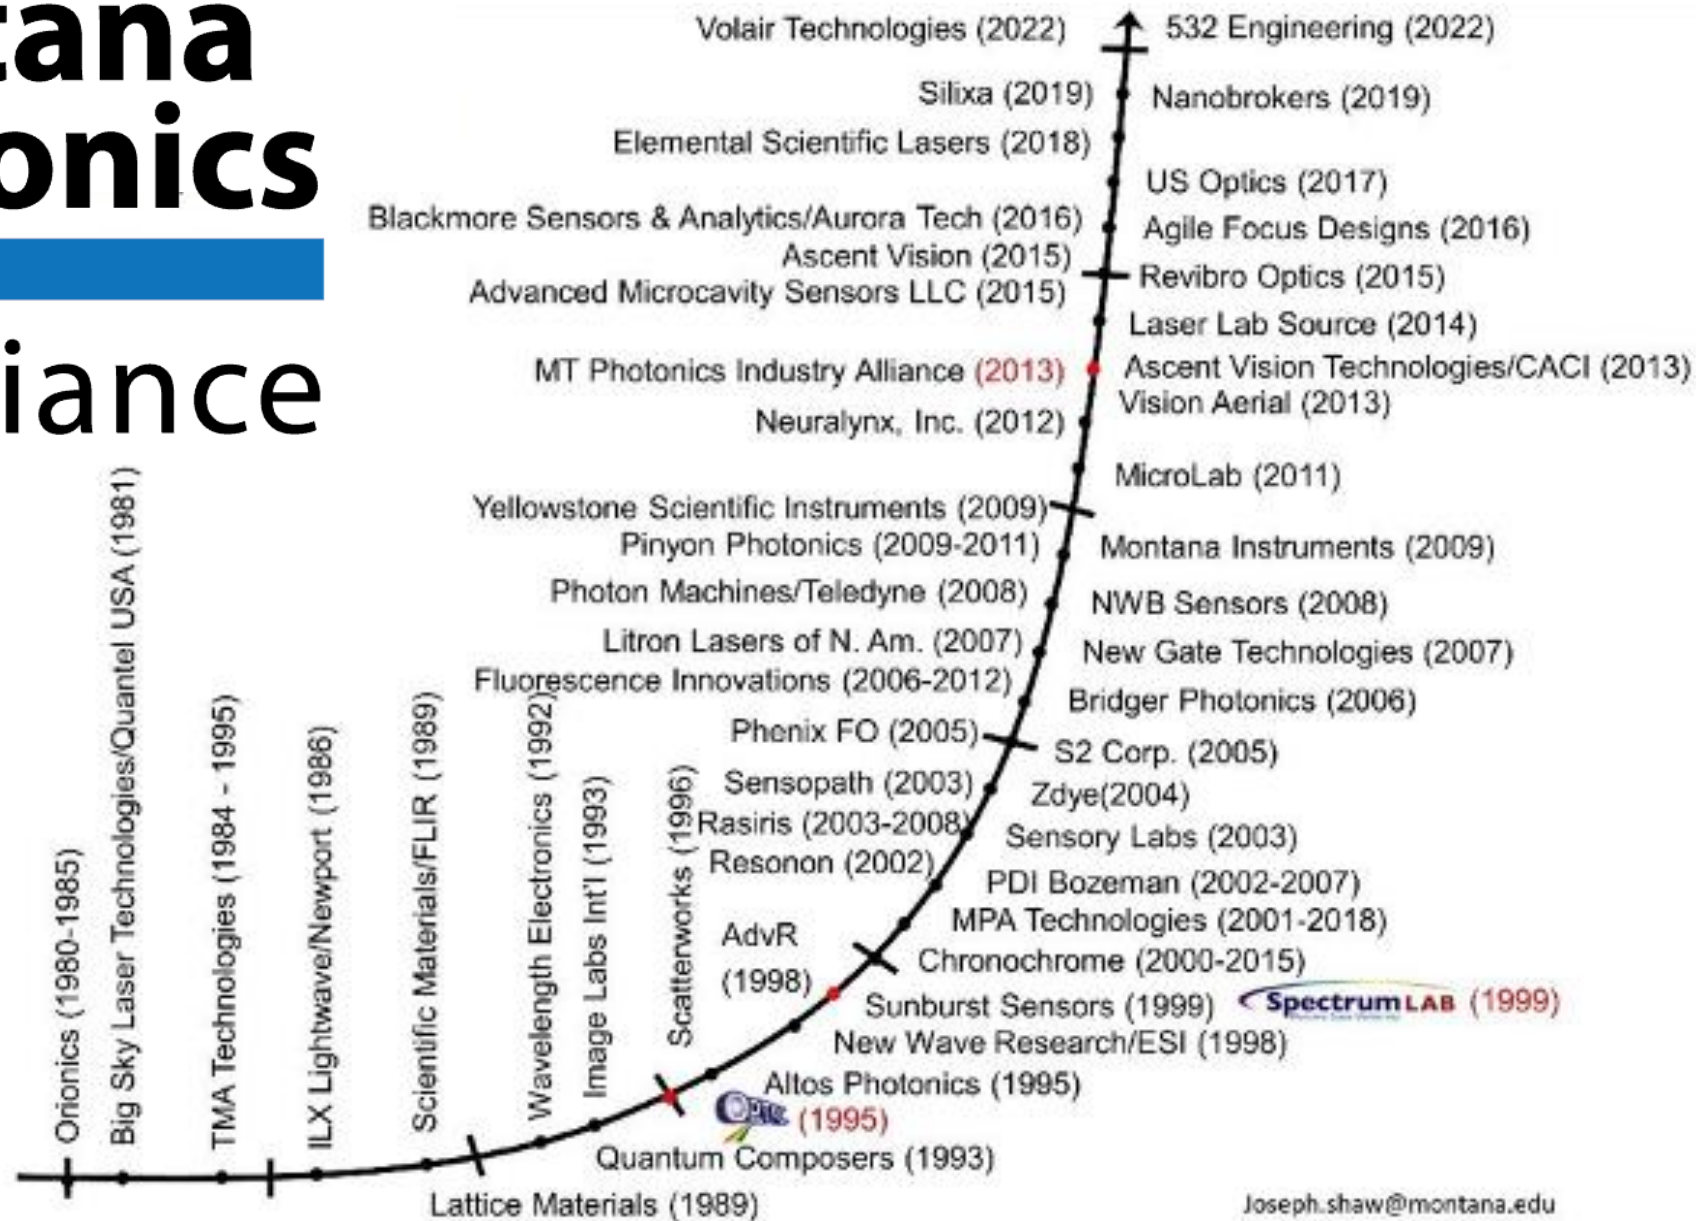 tana
onics
iance
Volair Technologies (2022)
532 Engineering (2022)
Silixa (2019)
Nanobrokers (2019)
Elemental Scientific Lasers (2018)
US Optics (2017)
Blackmore Sensors & Analytics/Aurora Tech (2016)
Agile Focus Designs (2016)
Ascent Vision (2015)
Revibro Optics (2015)
Advanced Microcavity Sensors LLC (2015)
Laser Lab Source (2014)
MT Photonics Industry Alliance (2013)
Ascent Vision Technologies/CACI (2013)
Vision Aerial (2013)
Neuralynx, Inc. (2012)
MicroLab (2011)
Yellowstone Scientific Instruments (2009)
Pinyon Photonics (2009-2011)
Montana Instruments (2009)
Photon Machines/Teledyne (2008)
NWB Sensors (2008)
Litron Lasers of N. Am. (2007)
New Gate Technologies (2007)
Fluorescence Innovations (2006-2012)
Bridger Photonics (2006)
Phenix FO (2005)
S2 Corp. (2005)
Sensopath (2003)
Zdye(2004)
Rasiris (2003-2008)
Sensory Labs (2003)
Resonon (2002)
PDI Bozeman (2002-2007)
MPA Technologies (2001-2018)
AdvR
(1998)
Chronochrome (2000-2015)
Sunburst Sensors (1999)
SpectrumLAB (1999)
New Wave Research/ESI (1998)
Altos Photonics (1995)
(1995)
Quantum Composers (1993)
Lattice Materials (1989)
Orionics (1980-1985)
Big Sky Laser Technologies/Quantel USA (1981)
TMA Technologies (1984 - 1995)
ILX Lightwave/Newport (1986)
Scientific Materials/FLIR (1989)
Wavelength Electronics (1992)
Image Labs Int'l (1993)
Scatterworks (1996)
Joseph.shaw@montana.edu